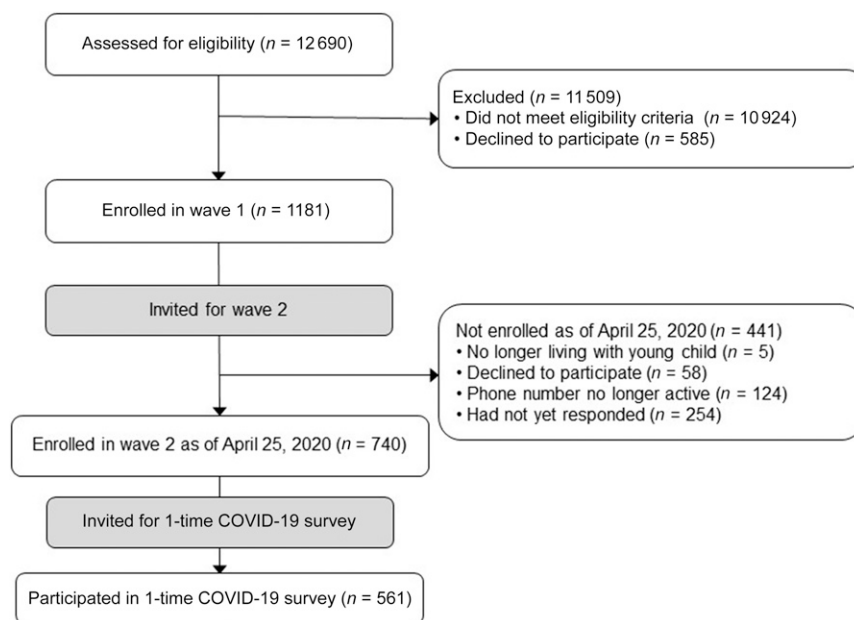 Assessed for eligibility (n = 12 690)
Excluded (n = 11 509)
• Did not meet eligibility criteria (n = 10 924)
• Declined to participate (n = 585)
Enrolled in wave 1 (n = 1181)
Invited for wave 2
Not enrolled as of April 25, 2020 (n = 441)
• No longer living with young child (n = 5)
• Declined to participate (n = 58)
• Phone number no longer active (n = 124)
• Had not yet responded (n = 254)
Enrolled in wave 2 as of April 25, 2020 (n = 740)
Invited for 1-time COVID-19 survey
Participated in 1-time COVID-19 survey (n = 561)